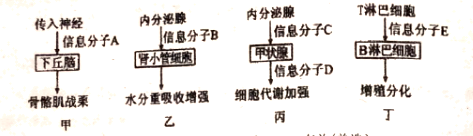 传入神经
信息分子A
下丘脑
骨骼肌战栗
甲
内分泌腺
信息分子B
肾小管细胞
水分重吸收增强
乙
内分泌腺
信息分子C
甲状腺
信息分子D
细胞代谢加强
丙
T淋巴细胞
信息分子E
B淋巴细胞
增殖分化
丁